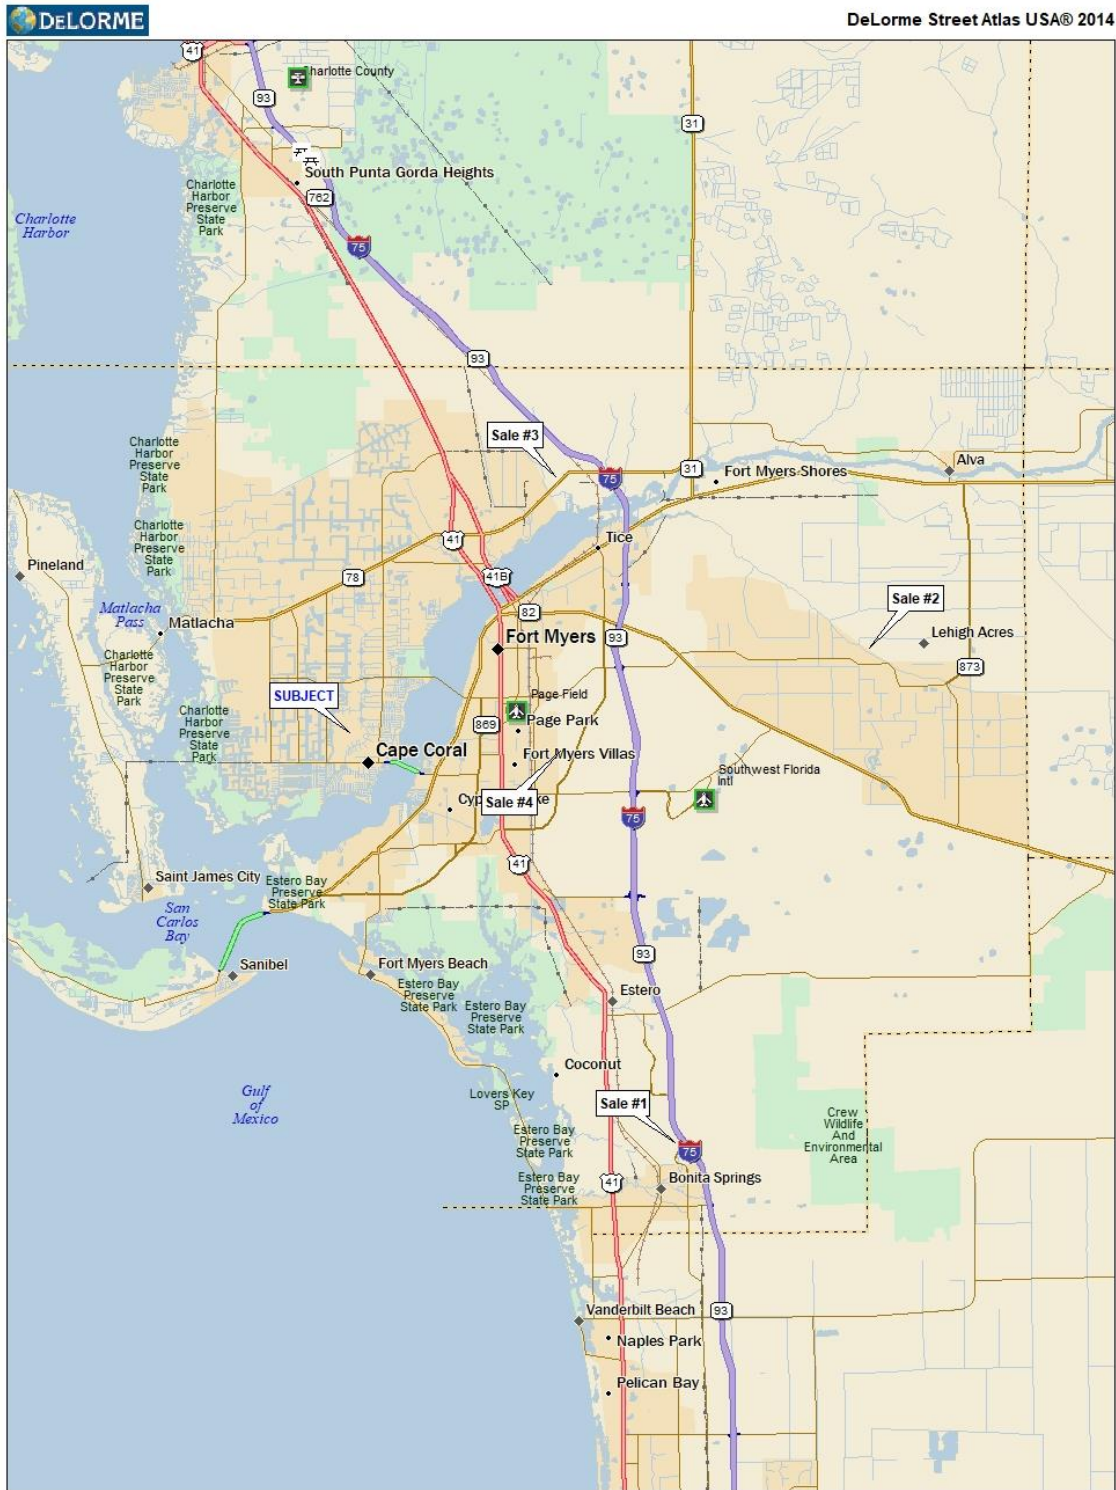 DELORME
DeLorme Street Atlas USA® 2014
41
Charlotte County
93
31
South Punta Gorda Heights
762
Charlotte
Harbor
Preserve
State
Park
Charlotte
Harbor
75
93
Sale #3
Charlotte
Harbor
Preserve
State
Park
31
Fort Myers Shores
Alva
75
Charlotte
Harbor
Preserve
State
Park
41
Tice
Pineland
78
41B
Sale #2
Matlacha
Pass
Matlacha
82
Fort Myers
93
Lehigh Acres
Charlotte
Harbor
Preserve
State
Park
873
SUBJECT
Page Field
Charlotte
Harbor
Preserve
State
Park
869
Page Park
Cape Coral
Fort Myers Villas
Southwest Florida
Intl
Sale #4
75
41
Saint James City
Estero Bay
Preserve
State Park
San
Carlos
Bay
93
Sanibel
Fort Myers Beach
Estero Bay
Preserve
State Park
Estero
Estero Bay
Preserve
State Park
Coconut
Lovers Key
SP
Sale #1
Gulf
of
Mexico
Crew
Wildlife
And
Environmental
Area
Estero Bay
Preserve
State Park
75
Estero Bay
Preserve
State Park
41
Bonita Springs
Vanderbilt Beach
93
Naples Park
Pelican Bay